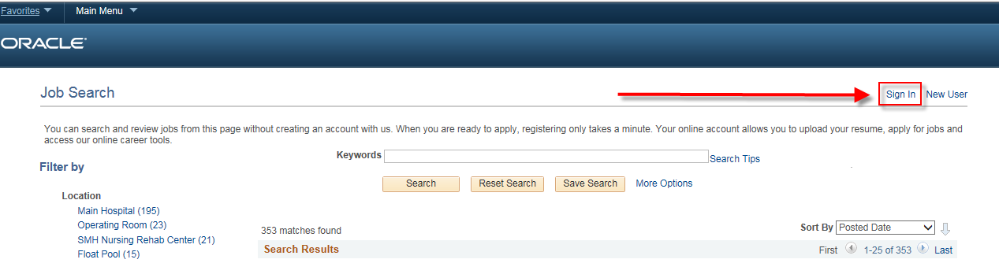 Favorites Main Menu
ORACLE
Job Search Sign In New User
You can search and review jobs from this page without creating an account with us. When you are ready to apply, registering only takes a minute. Your online account allows you to upload your resume, apply for jobs and
access our online career tools.
Keywords Search Tips
Filter by
Search Reset Search Save Search More Options
Location
Main Hospital (195)
Operating Room (23)
SMH Nursing Rehab Center (21)
Float Pool (15)
353 matches found Sort By Posted Date
Search Results First 1-25 of 353 Last